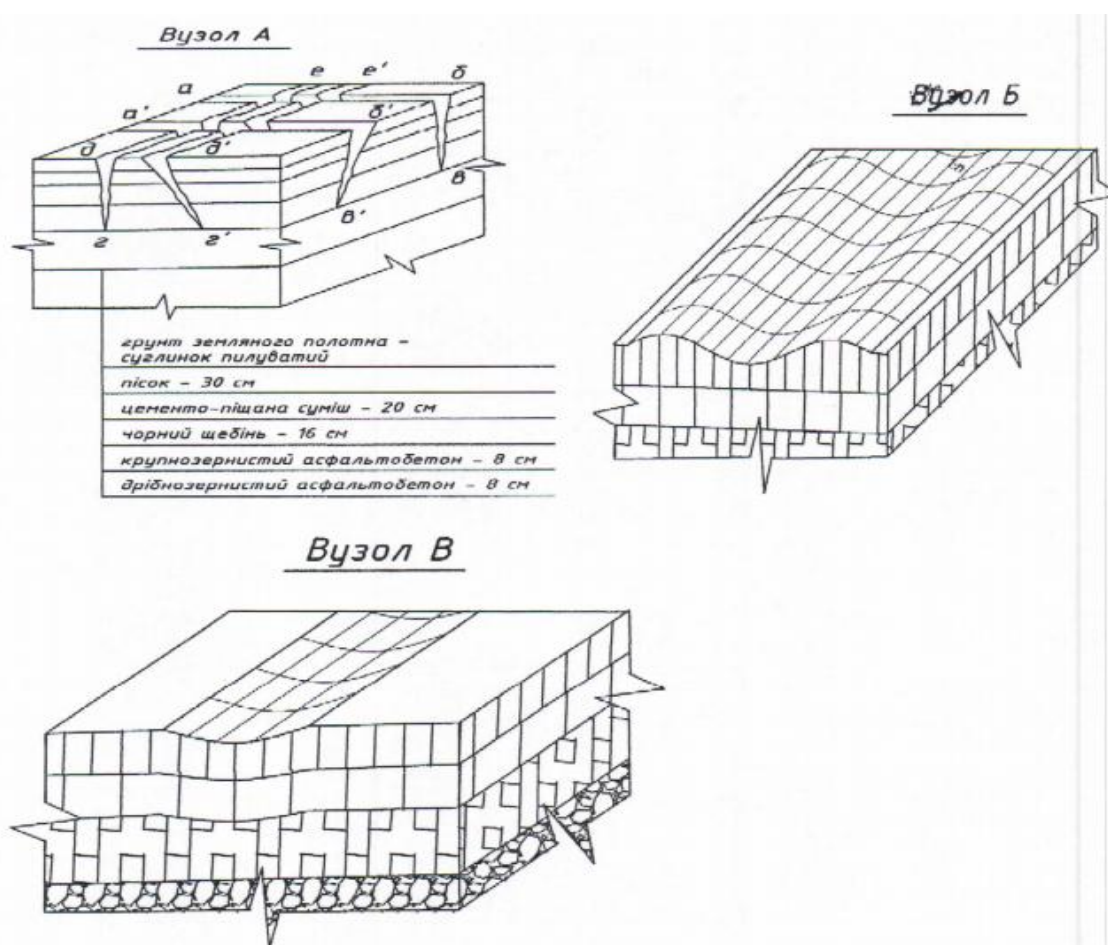 Вузол А
е е' б
а
а' б'
д д'
в
в'
г г'
грунт земляного полотна –
суглинок пилуватий
пісок – 30 см
цементо-піщана суміш – 20 см
чорний щебінь – 16 см
крупнозернистий асфальтобетон – 8 см
дрібнозернистий асфальтобетон – 8 см
Вузол Б
Вузол В